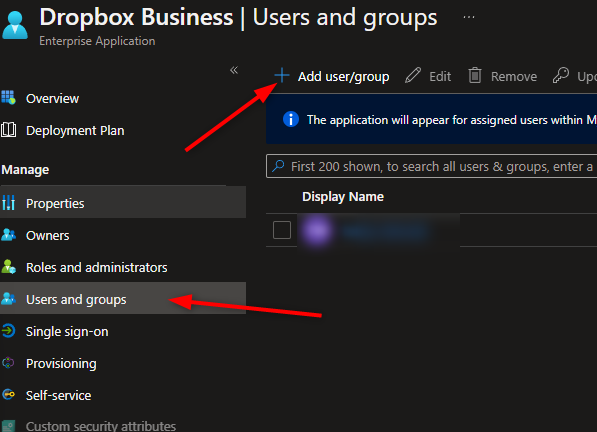 Dropbox Business | Users and groups ...
Enterprise Application
«
Overview
Deployment Plan
Manage
Properties
Owners
Roles and administrators
Users and groups
Single sign-on
Provisioning
Self-service
Custom security attributes
Add user/group Edit Remove Up
The application will appear for assigned users within M
First 200 shown, to search all users & groups, enter a
Display Name